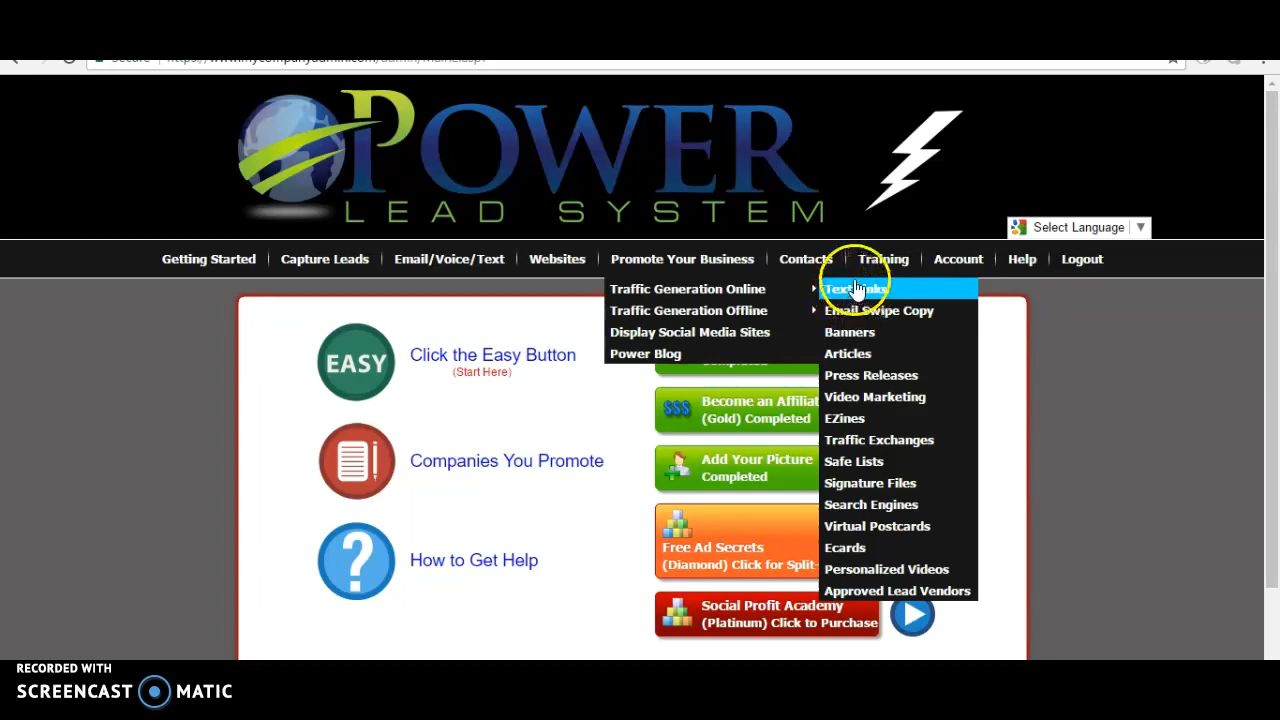 POWER
LEAD SYSTEM
Select Language
Getting Started
Capture Leads
Email/Voice/Text
Websites
Promote Your Business
Contacts
Training
Account
Help
Logout
Traffic Generation Online
Traffic Generation Offline
Display Social Media Sites
Power Blog
Text Links
Email Swipe Copy
Banners
Articles
Press Releases
Video Marketing
EZines
Traffic Exchanges
Safe Lists
Signature Files
Search Engines
Virtual Postcards
Ecards
Personalized Videos
Approved Lead Vendors
EASY
Click the Easy Button
(Start Here)
Companies You Promote
?
How to Get Help
Completed
$$$
Become an Affiliat
(Gold) Completed
Add Your Picture
Completed
Free Ad Secrets
(Diamond) Click for Split-
Social Profit Academy
(Platinum) Click to Purchase
RECORDED WITH
SCREENCAST MATIC